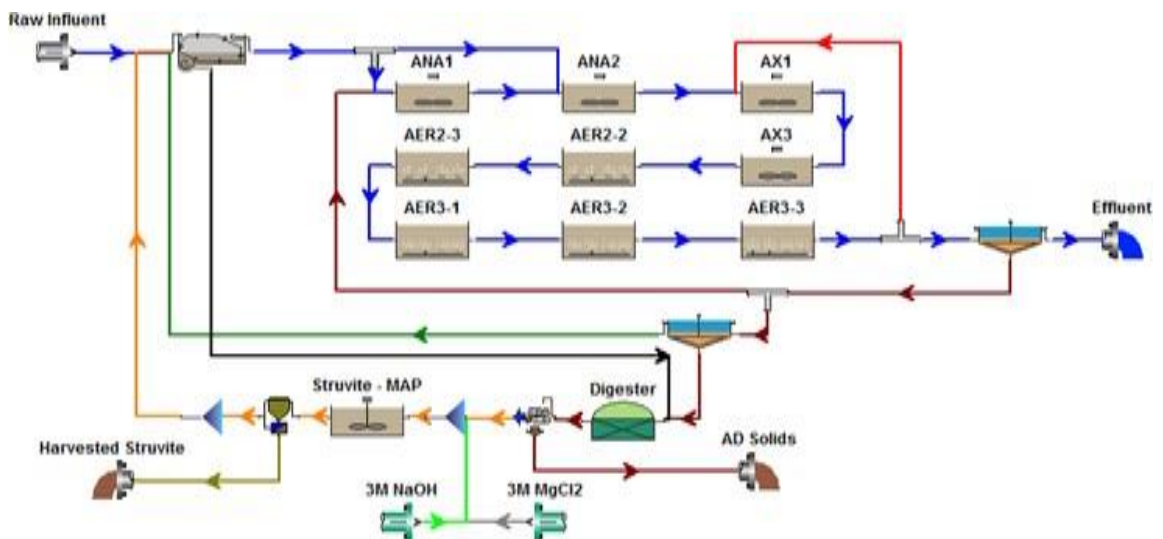 Raw Influent
ANA1
ANA2
AX1
AER2-3
AER2-2
AX3
AER3-1
AER3-2
AER3-3
Effluent
Struvite - MAP
Digester
Harvested Struvite
AD Solids
3M NaOH
3M MgCl2